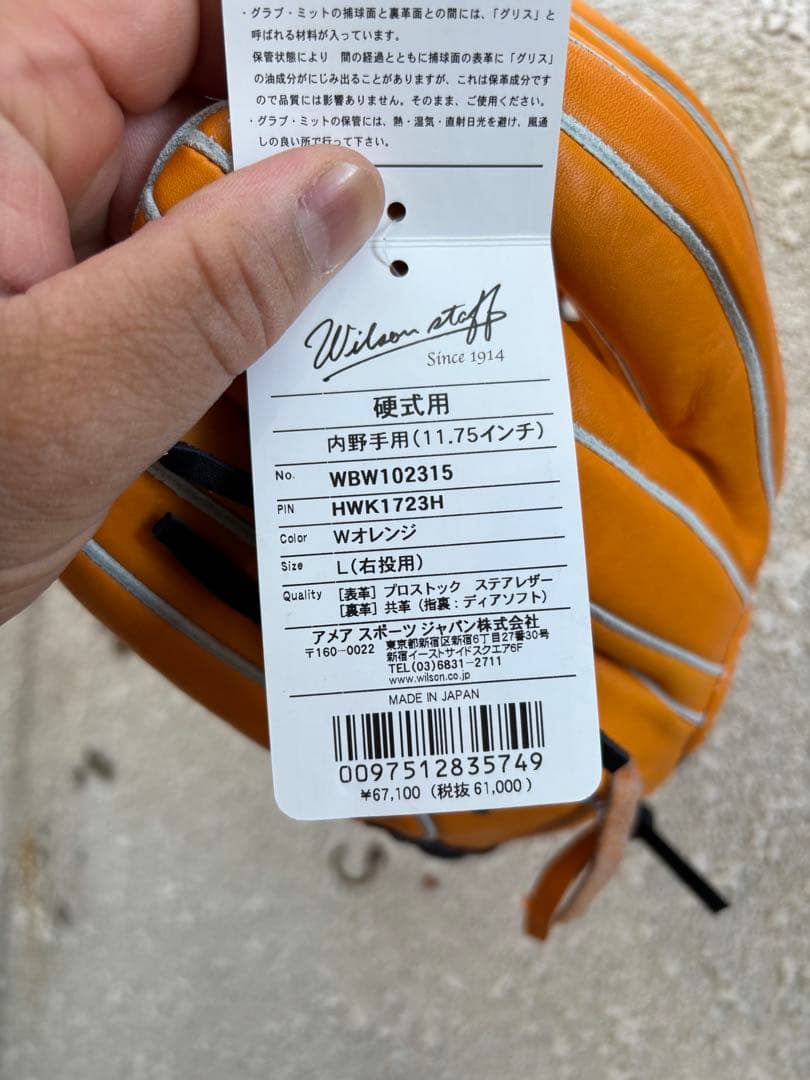 ・グラブ・ミットの捕球面と裏革面との間には、「グリス」と
呼ばれる材料が入っています。
保管状態により 間の経過とともに捕球面の表革に「グリス」
の油成分がにじみ出ることがありますが、これは保革成分です
ので品質には影響ありません。そのまま、ご使用ください。
・グラブ・ミットの保管には、熱・湿気・直射日光を避け、風通
しの良い所で行って下さい。
Wilson staff
Since 1914
硬式用
内野手用(11.75インチ)
No. WBW102315
PIN HWK1723H
Color Wオレンジ
Size L(右投用)
Quality [表革] プロストック ステアレザー
[裏革] 共革 (指裏:ディアソフト)
アメア スポーツ ジャパン株式会社
〒160-0022 東京都新宿区新宿6丁目27番30号
新宿イーストサイドスクエア6F
TEL(03)6831-2711
www.wilson.co.jp
MADE IN JAPAN
0097512835749
¥67,100 (税抜 61,000)